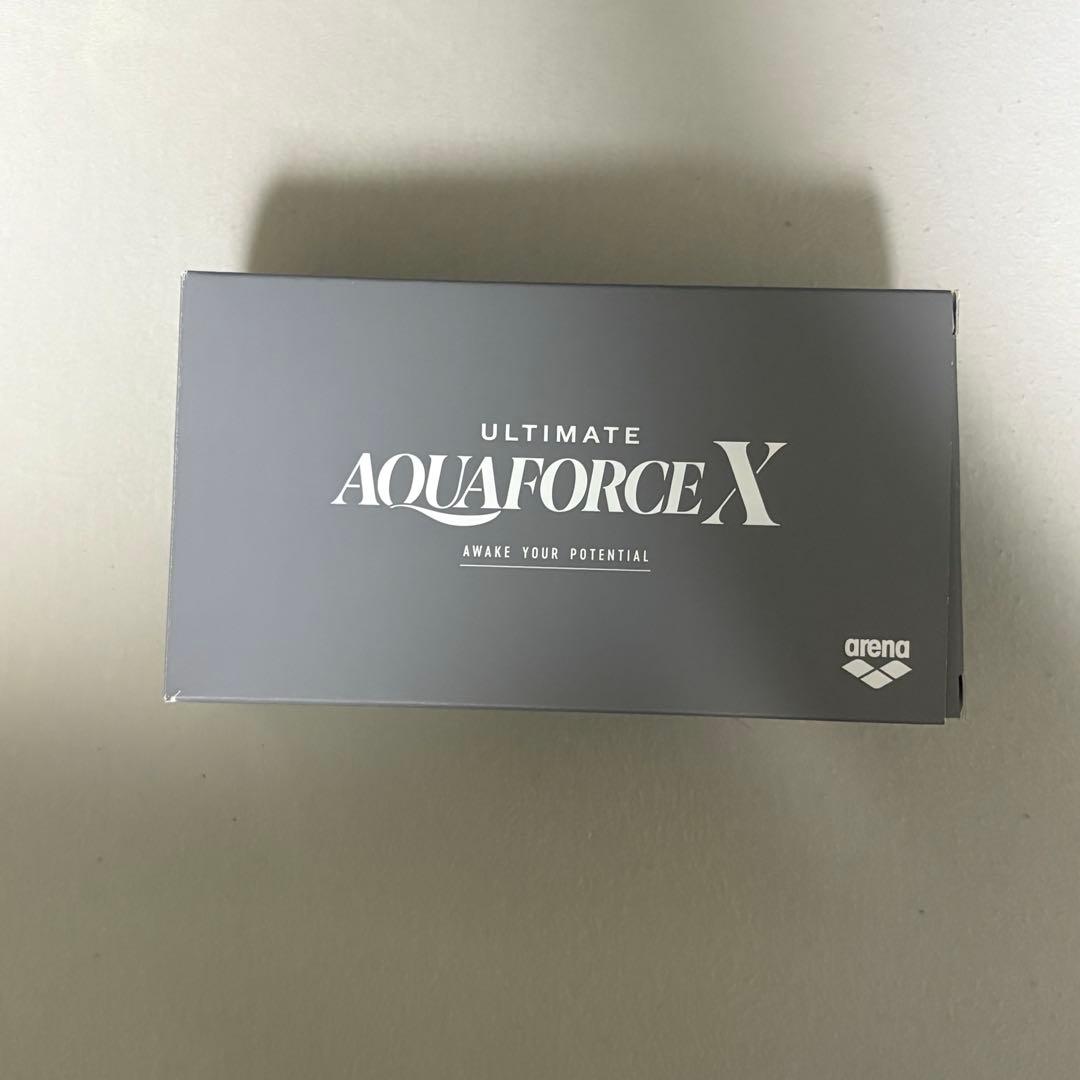 ULTIMATE
AQUAFORCE X
AWAKE YOUR POTENTIAL
arena